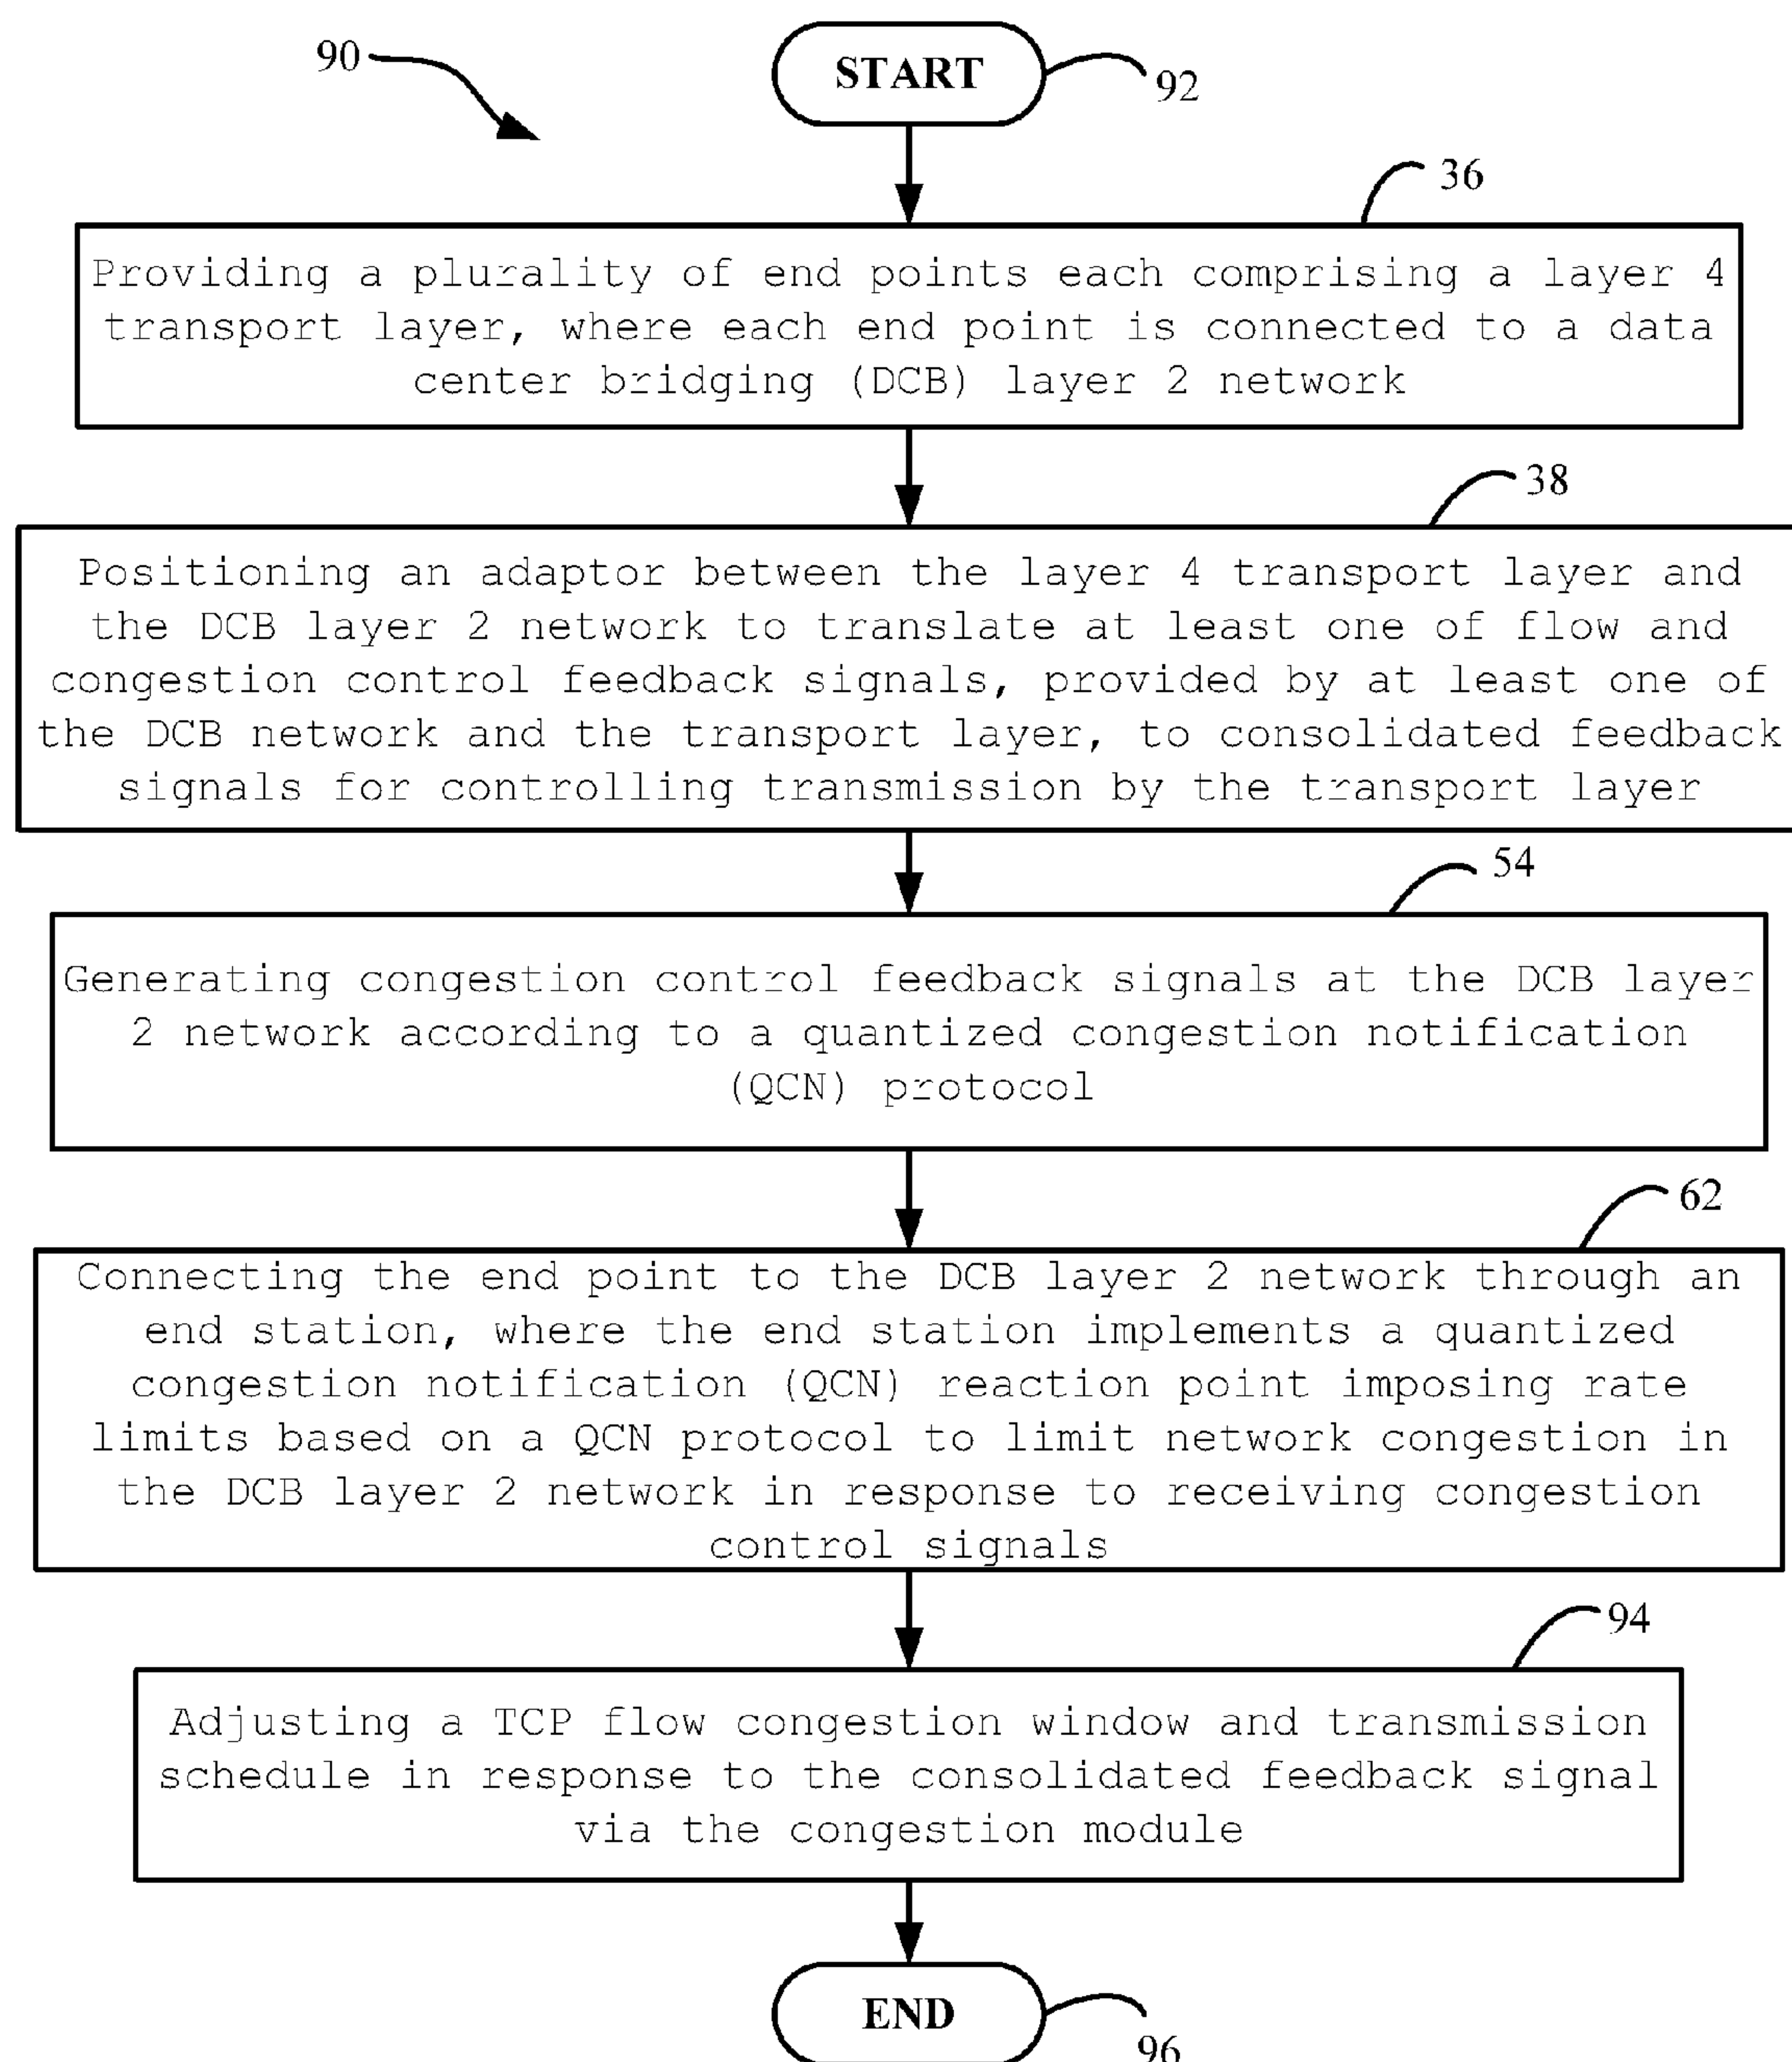 90
START
92
36
Providing a plurality of end points each comprising a layer 4
transport layer, where each end point is connected to a data
center bridging (DCB) layer 2 network
38
Positioning an adaptor between the layer 4 transport layer and
the DCB layer 2 network to translate at least one of flow and
congestion control feedback signals, provided by at least one of
the DCB network and the transport layer, to consolidated feedback
signals for controlling transmission by the transport layer
54
Generating congestion control feedback signals at the DCB layer
2 network according to a quantized congestion notification
(QCN) protocol
62
Connecting the end point to the DCB layer 2 network through an
end station, where the end station implements a quantized
congestion notification (QCN) reaction point imposing rate
limits based on a QCN protocol to limit network congestion in
the DCB layer 2 network in response to receiving congestion
control signals
94
Adjusting a TCP flow congestion window and transmission
schedule in response to the consolidated feedback signal
via the congestion module
END
96